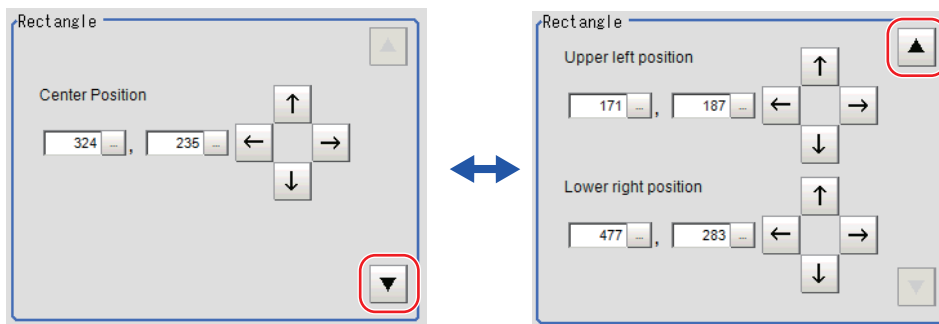 Rectangle
Center Position
324 ... , 235 ...
Rectangle
Upper left position
171 ... , 187 ...
Lower right position
477 ... , 283 ...